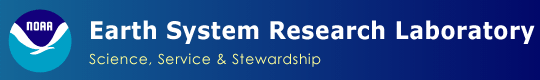 NOAA
Earth System Research Laboratory
Science, Service & Stewardship